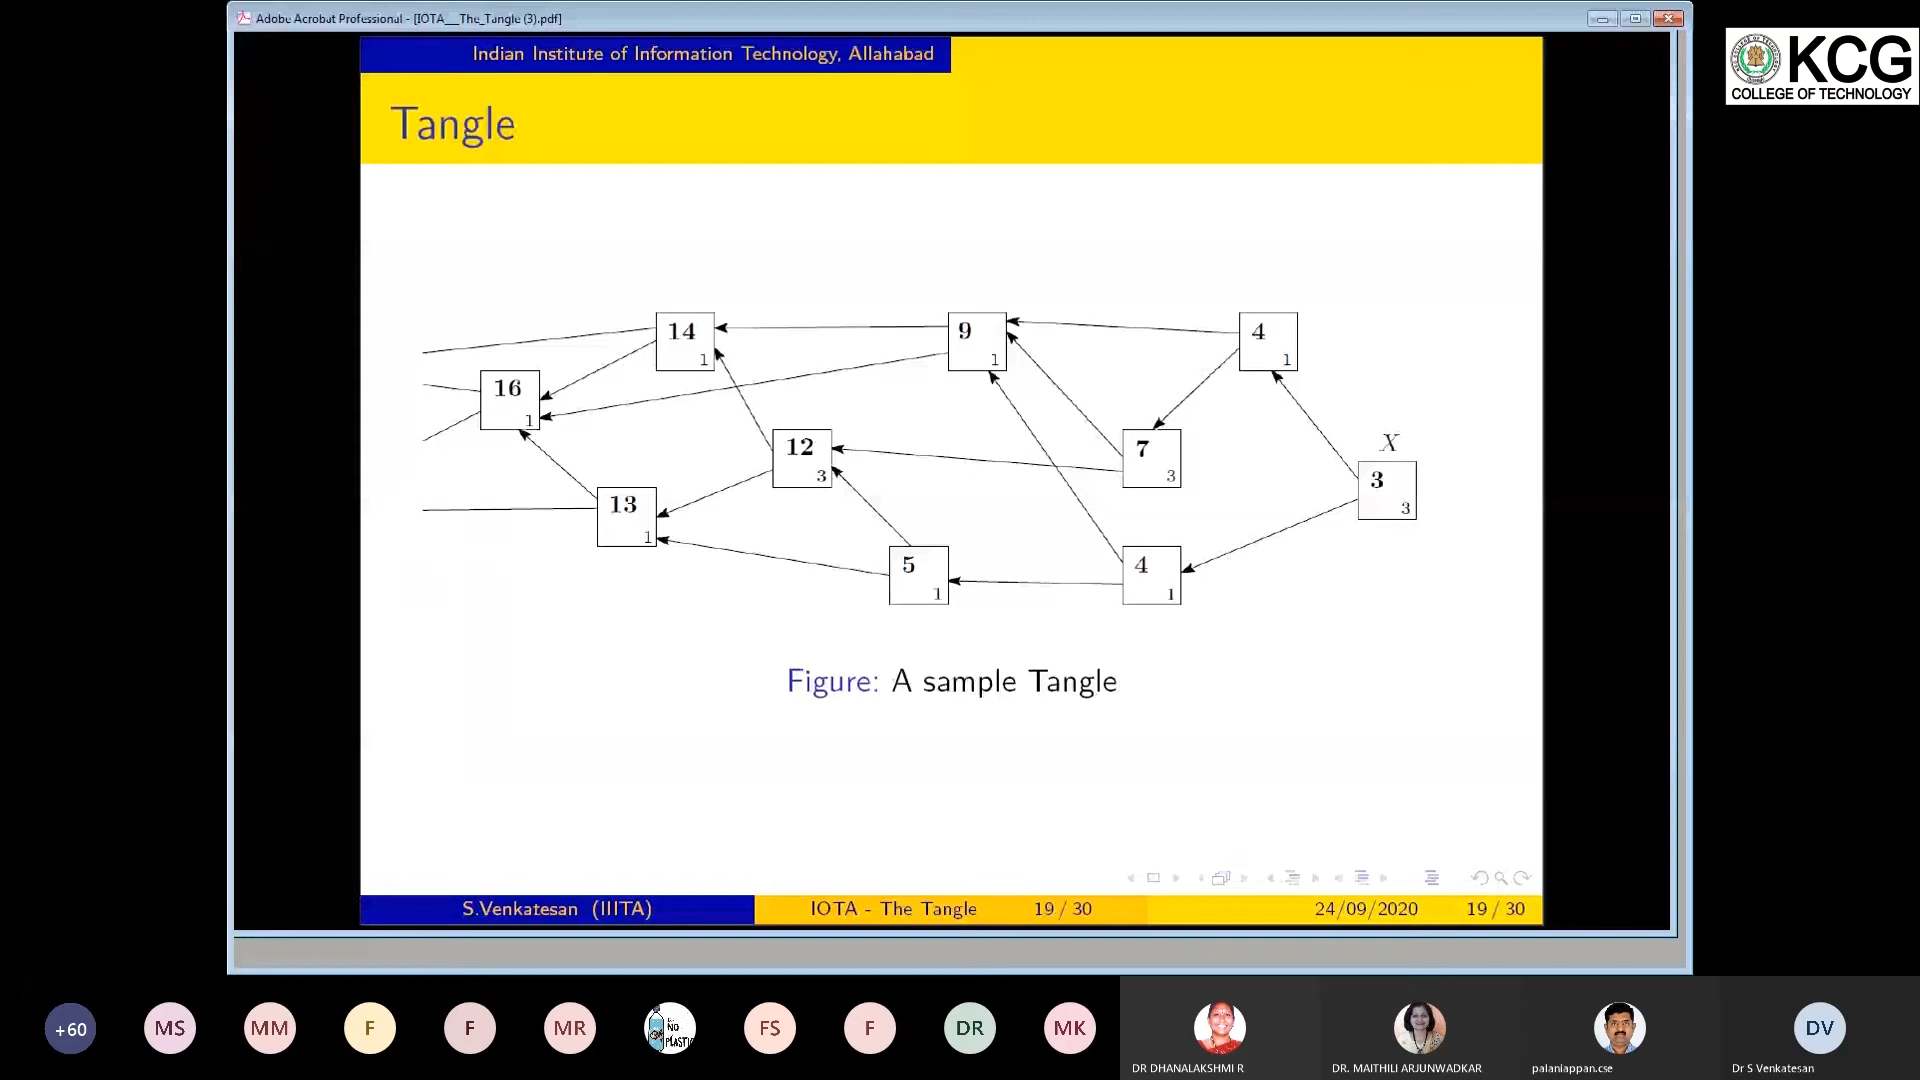 Adobe Acrobat Professional - [IOTA__The_Tangle (3).pdf]
KCG
COLLEGE OF TECHNOLOGY
Indian Institute of Information Technology, Allahabad
Tangle
14
1
9
1
4
1
16
1
12
3
7
3
X
3
3
13
1
5
1
4
1
Figure: A sample Tangle
S.Venkatesan (IIITA)
IOTA - The Tangle
19 / 30
24/09/2020
19 / 30
+60
MS
MM
F
F
MR
NO
PLASTIC
FS
F
DR
MK
DV
DR DHANALAKSHMI R
DR. MAITHILI ARJUNWADKAR
palaniappan.cse
Dr S Venkatesan